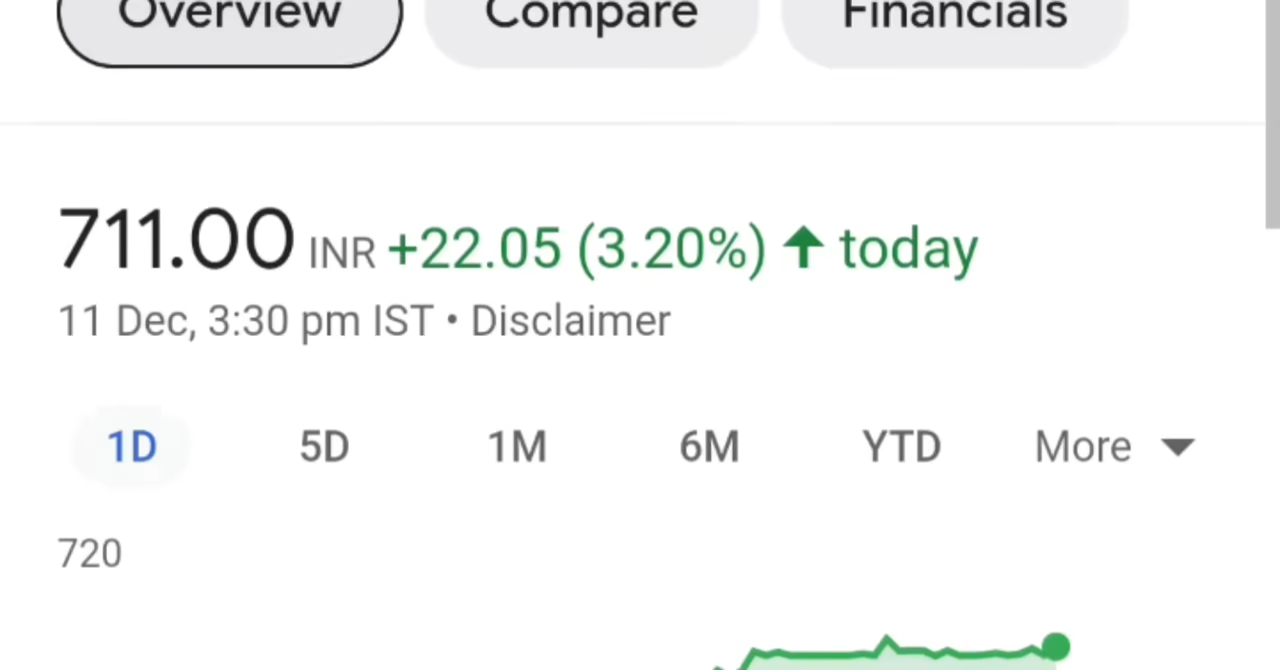 Overview Compare Financials
711.00 INR +22.05 (3.20%) ↑ today
11 Dec, 3:30 pm IST • Disclaimer
1D 5D 1M 6M YTD More
720